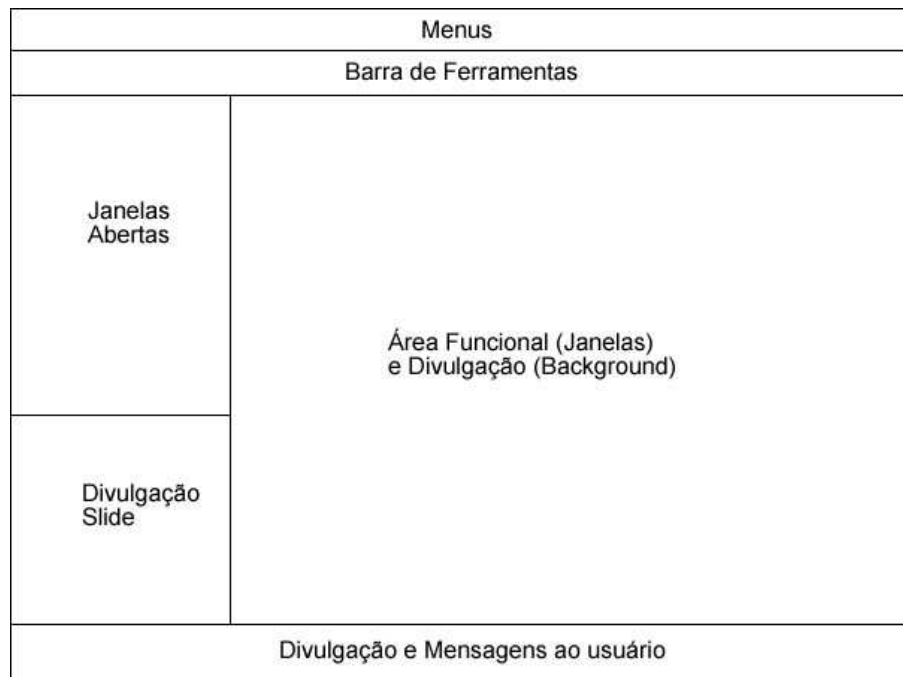 Menus
Barra de Ferramentas
Janelas
Abertas
Área Funcional (Janelas)
e Divulgação (Background)
Divulgação
Slide
Divulgação e Mensagens ao usuário